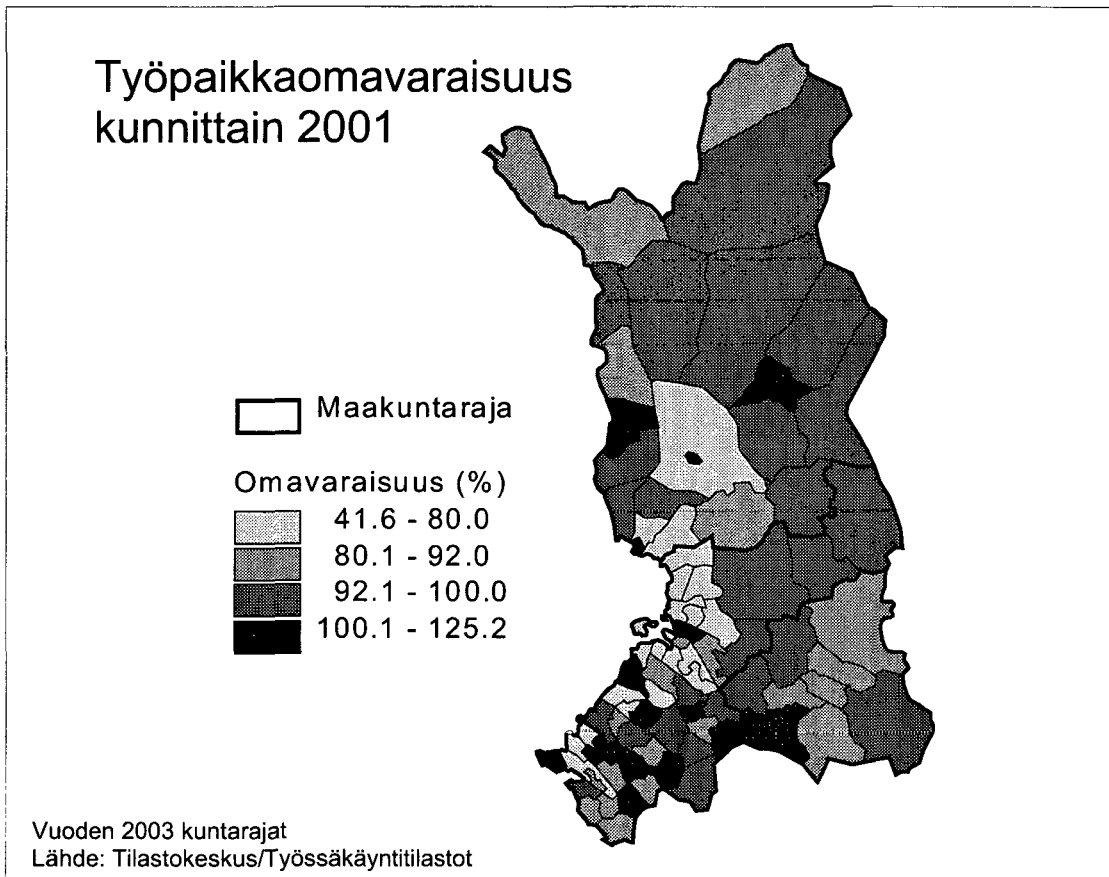 Työpaikkaomavaraisuus
kunnittain 2001
Maakuntaraja
Omavaraisuus (%)
41.6 - 80.0
80.1 - 92.0
92.1 - 100.0
100.1 - 125.2
Vuoden 2003 kuntarajat
Lähde: Tilastokeskus/Työssäkäyntitilastot